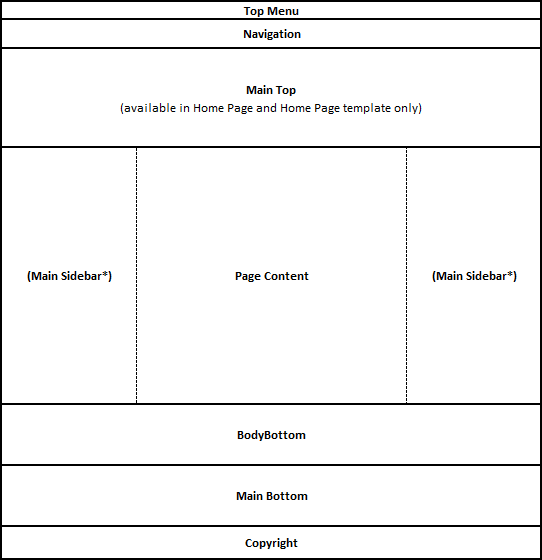 Top Menu
Navigation
Main Top
(available in Home Page and Home Page template only)
(Main Sidebar*)
Page Content
(Main Sidebar*)
BodyBottom
Main Bottom
Copyright